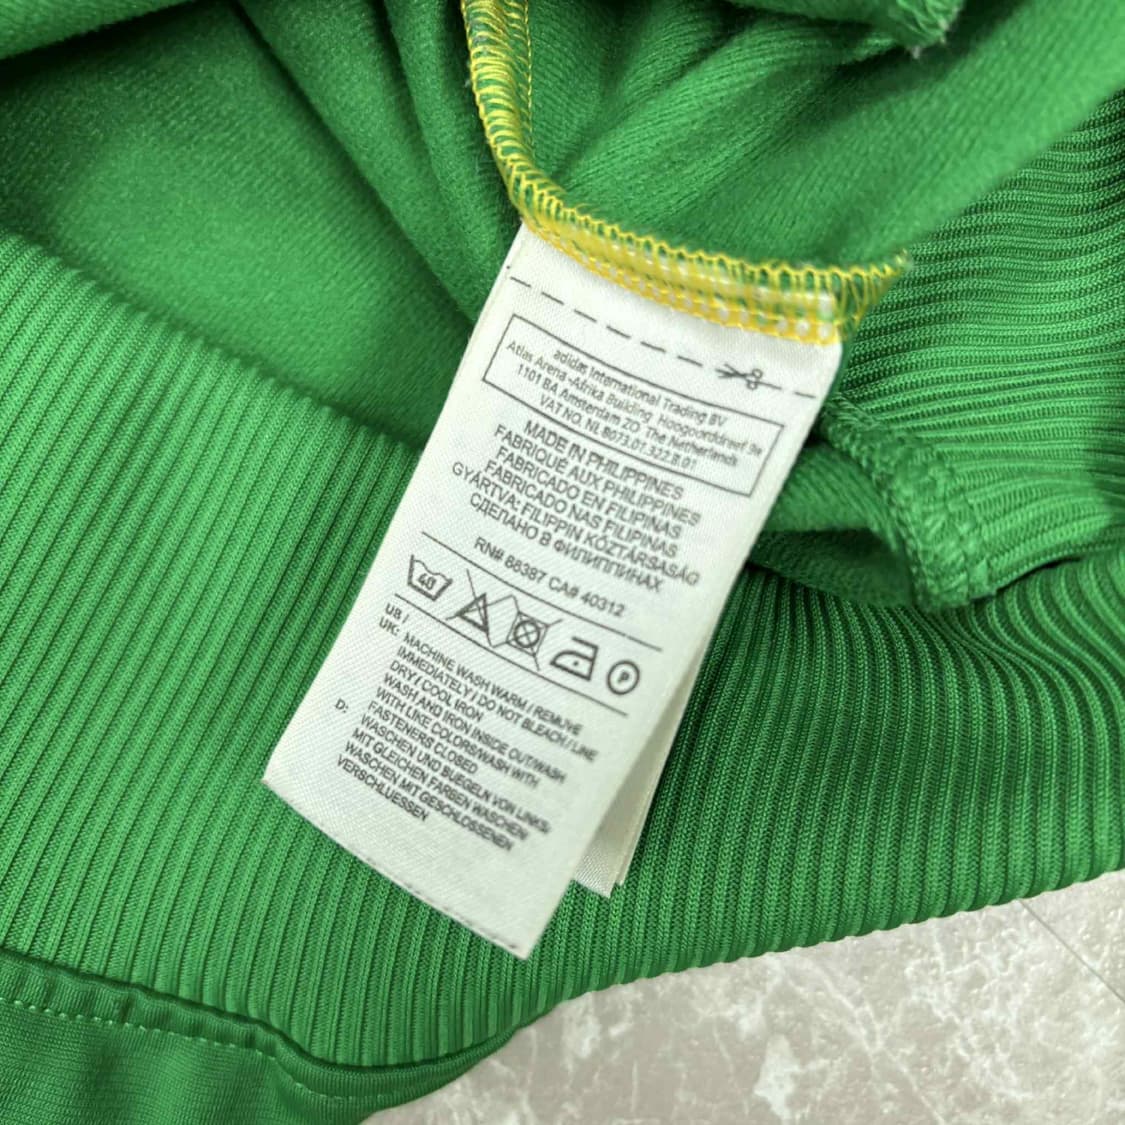 adidas International Trading BV
Atlas Arena -Afrika Building , Hoogoorddreef 9a
1101 BA Amsterdam ZO The Netherlands
VAT NO. NL 8073.01.322.B.01
MADE IN PHILIPPINES
FABRIQUÉ AUX PHILIPPINES
FABRICADO EN FILIPINAS
FABRICADO NAS FILIPINAS
GYÁRTVA: FILIPPIN KÖZTÁRSASÁG
СДЕЛАНО В ФИЛИППИНАХ
RN# 88387 CA# 40312
40
P
US /
UK: MACHINE WASH WARM / REMOVE
IMMEDIATELY / DO NOT BLEACH / LINE
DRY / COOL IRON
WASH AND IRON INSIDE OUT/WASH
WITH LIKE COLORS/WASH WITH
FASTENERS CLOSED
D: WASCHEN UND BUEGELN VON LINKS/
MIT GLEICHEN FARBEN WASCHEN/
WASCHEN MIT GESCHLOSSENEN
VERSCHLUESSEN